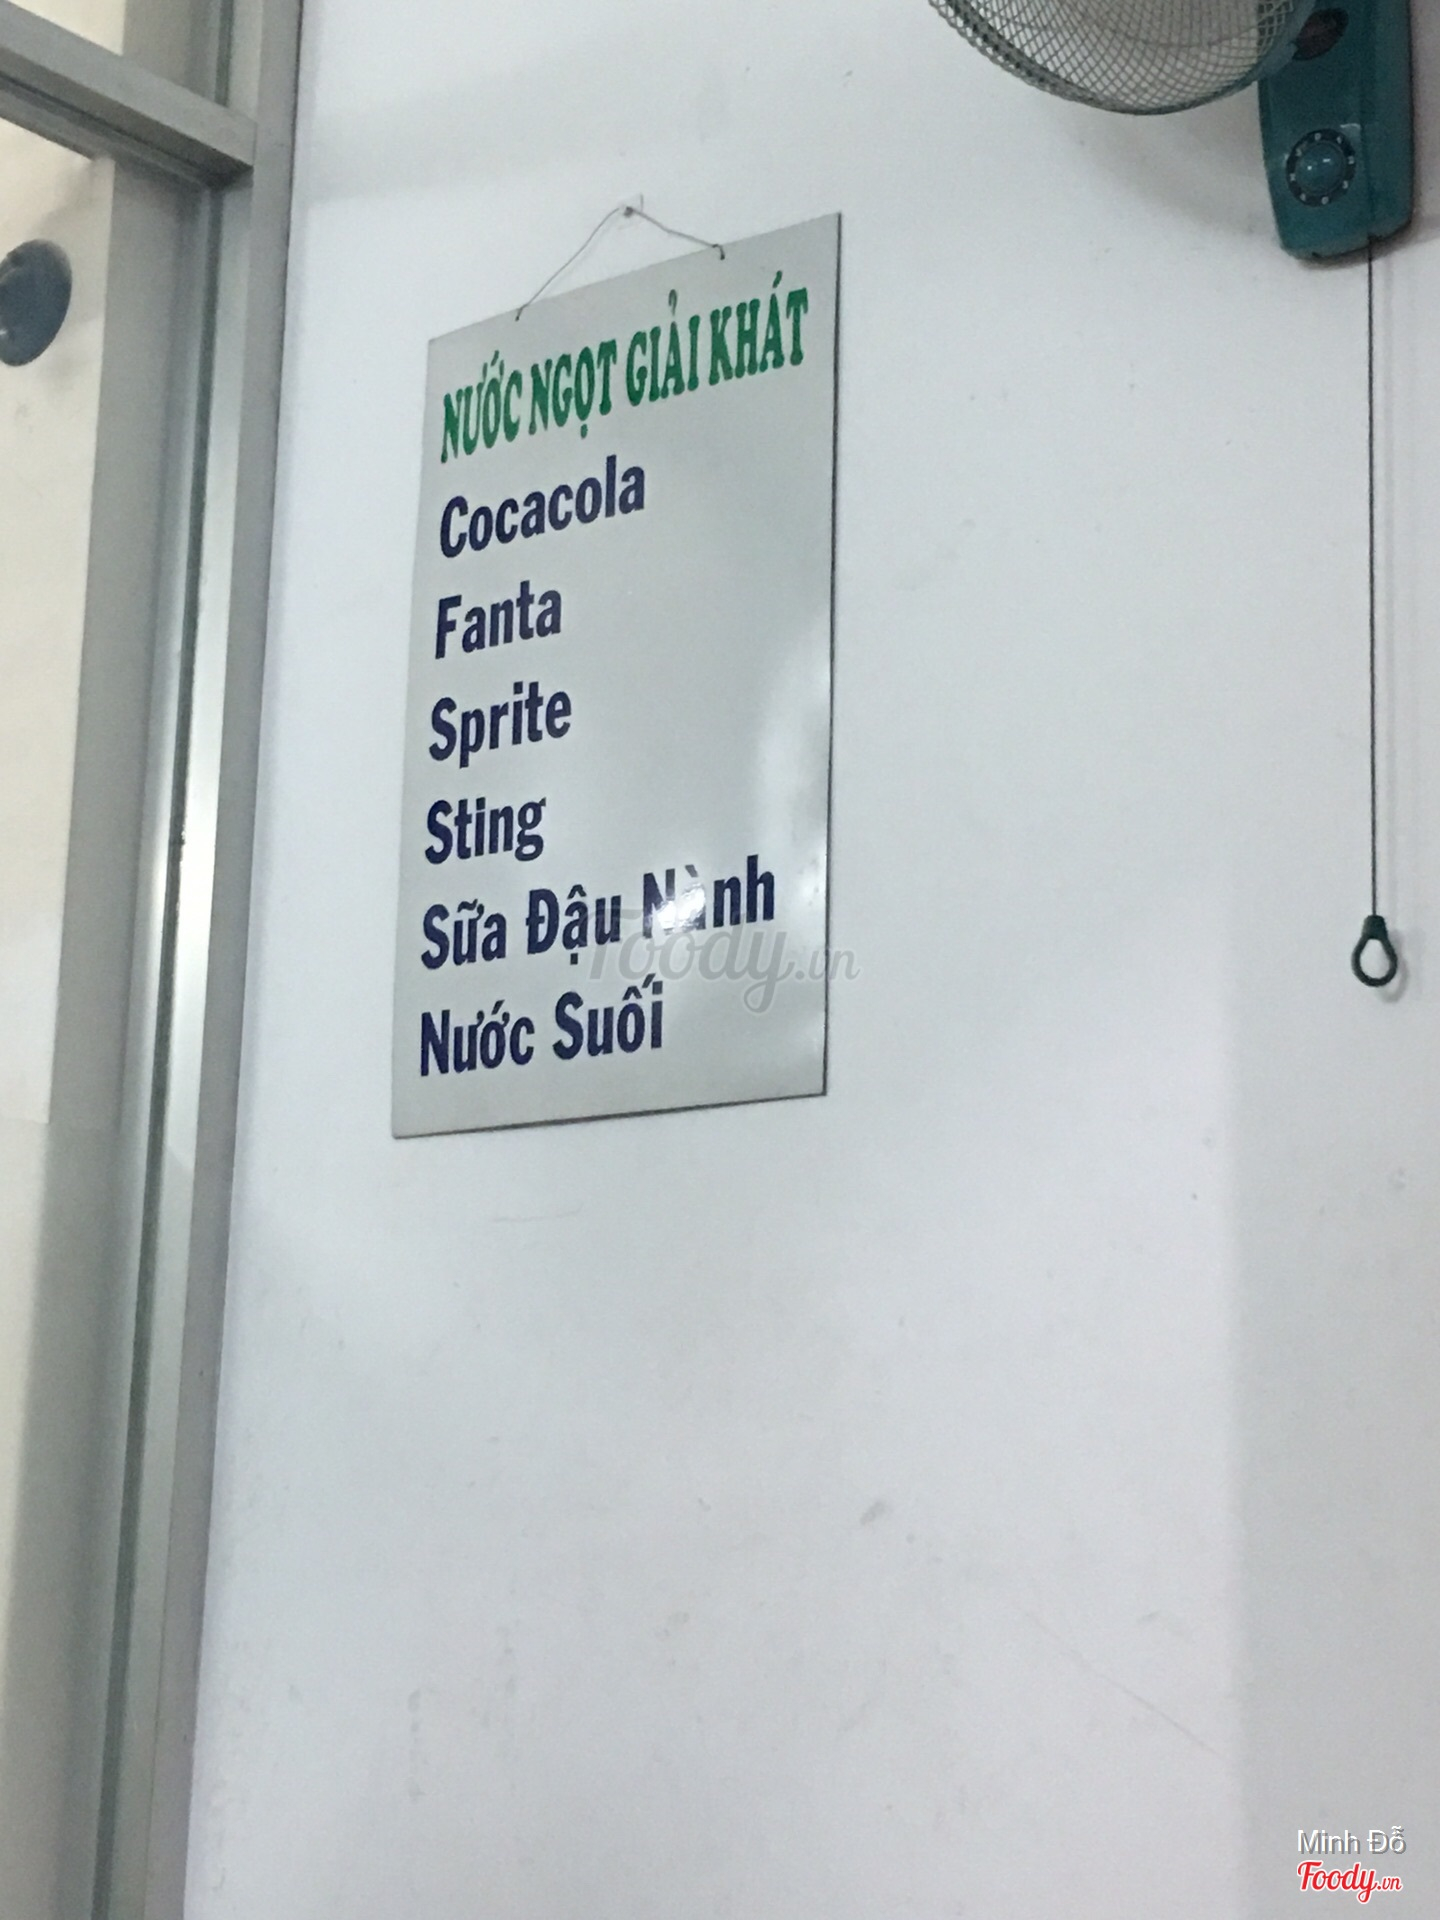 NƯỚC NGỌT GIẢI KHÁT
Cocacola
Fanta
Sprite
Sting
Sữa Đậu Nành
Nước Suối
Foody.vn
Minh Đỗ
Foody.vn